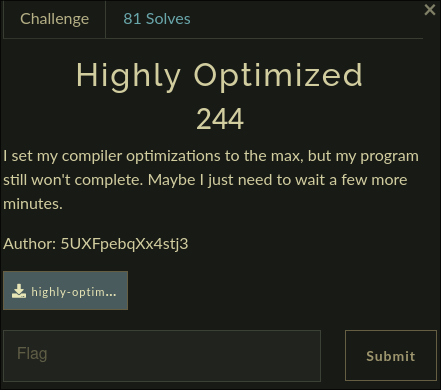 Challenge
81 Solves
×
Highly Optimized
244
I set my compiler optimizations to the max, but my program
still won't complete. Maybe I just need to wait a few more
minutes.
Author: 5UXFpebqXx4stj3
highly-optim...
Flag
Submit